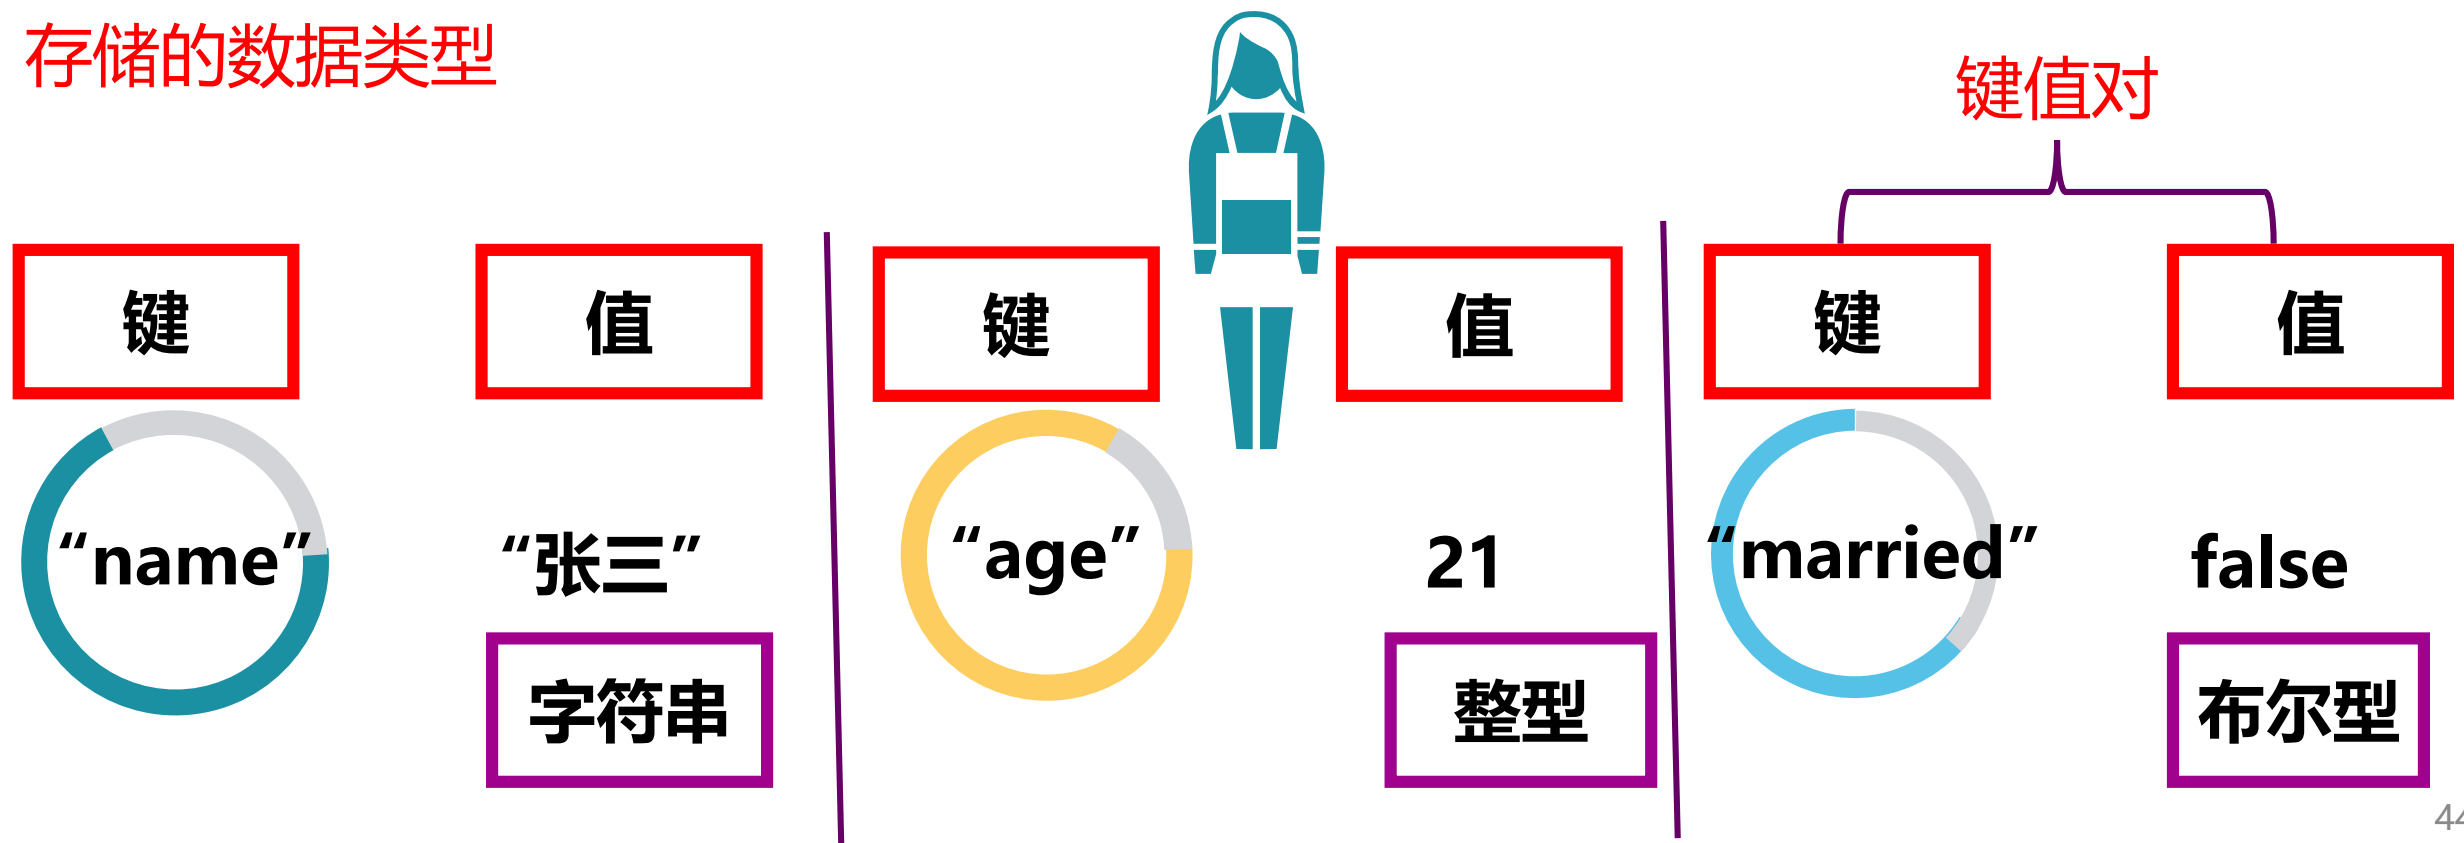 存储的数据类型
键值对
键 值 键 值 键 值
“name” “张三” “age” 21 “married” false
字符串 整型 布尔型
44